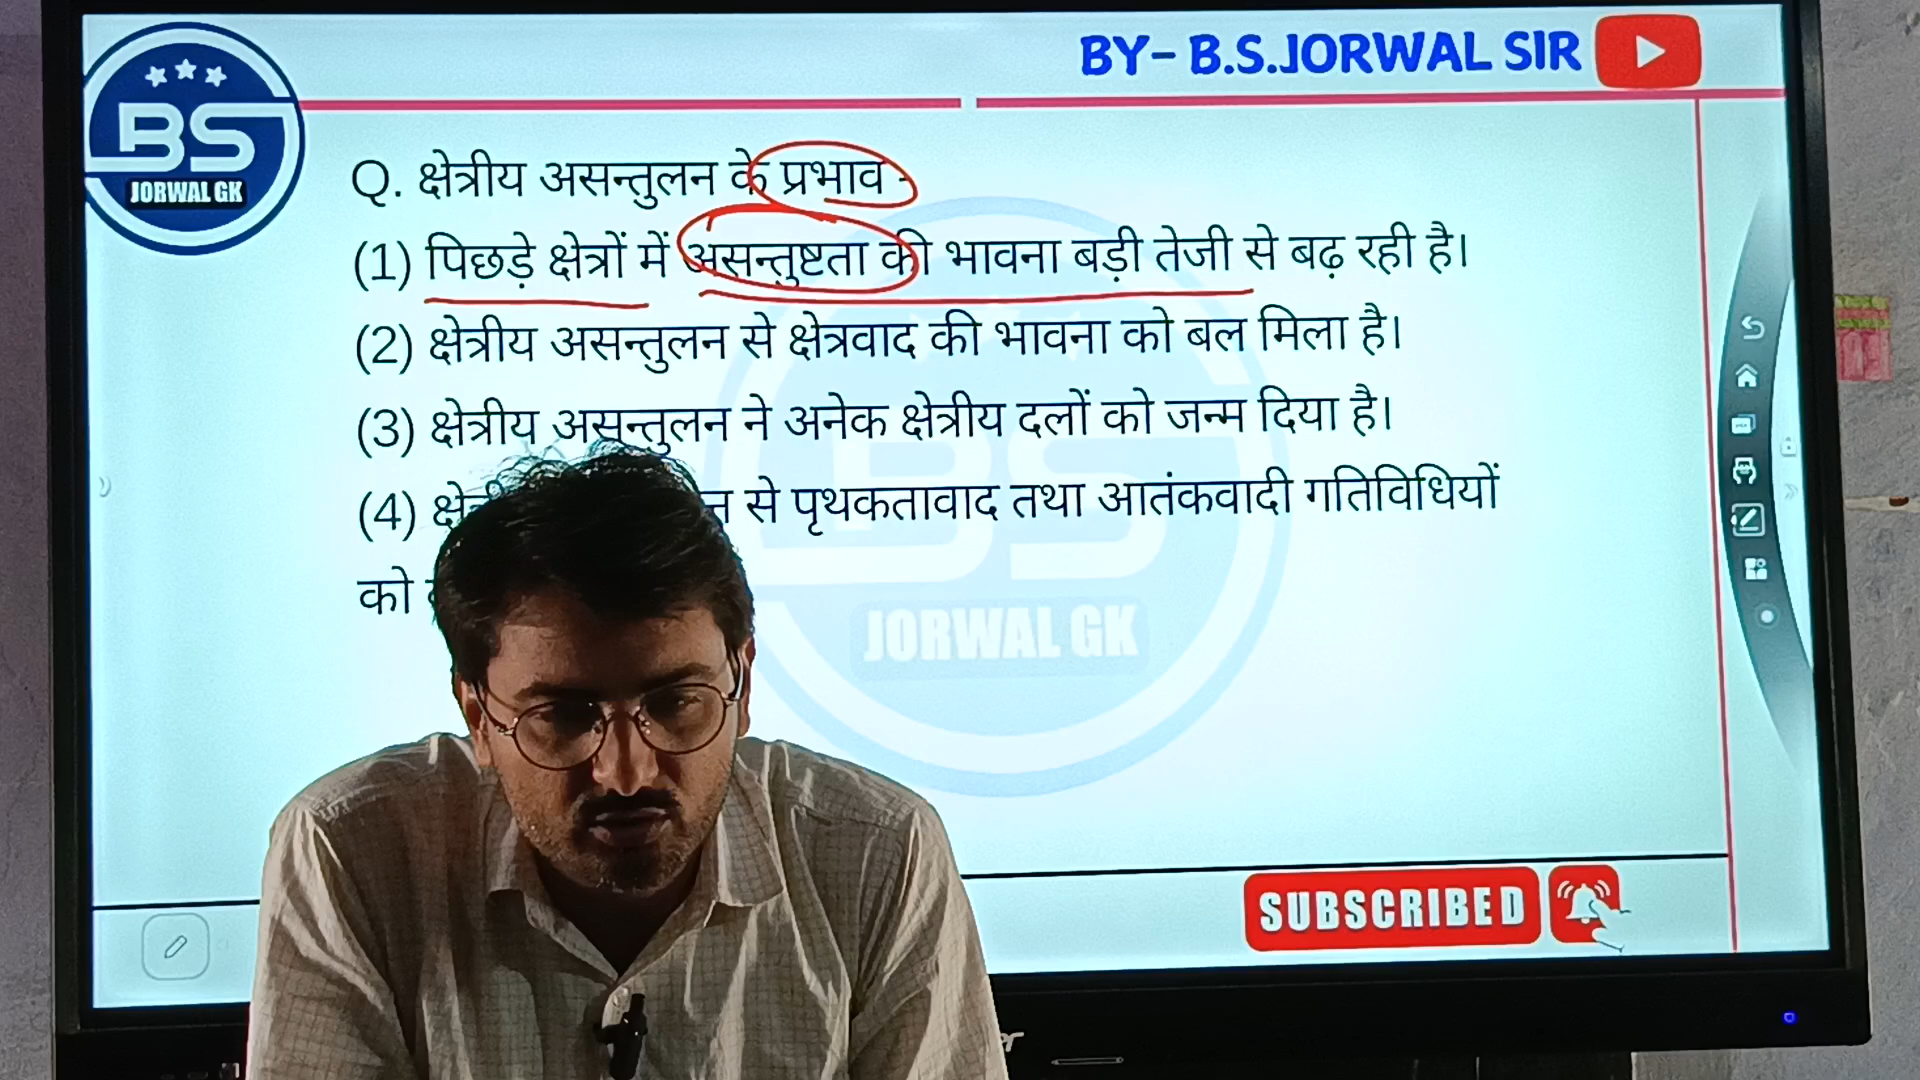 BY- B.S.JORWAL SIR
BS
JORWAL GK
Q. क्षेत्रीय असन्तुलन के प्रभाव -
(1) पिछड़े क्षेत्रों में असन्तुष्टता की भावना बड़ी तेजी से बढ़ रही है।
(2) क्षेत्रीय असन्तुलन से क्षेत्रवाद की भावना को बल मिला है।
(3) क्षेत्रीय असन्तुलन ने अनेक क्षेत्रीय दलों को जन्म दिया है।
(4) से पृथकतावाद तथा आतंकवादी गतिविधियों
को
BS
JORWAL GK
SUBSCRIBED